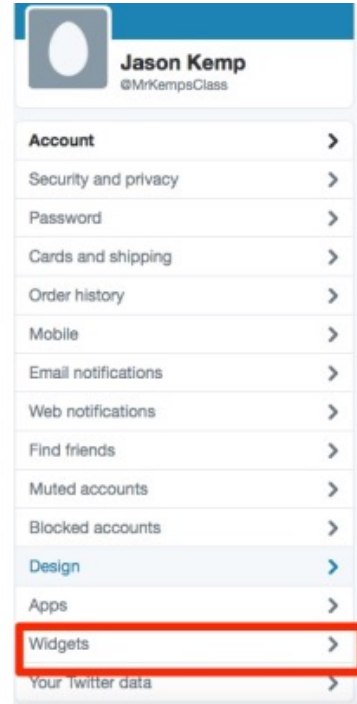 Jason Kemp
@MrKempsClass
Account
Security and privacy
Password
Cards and shipping
Order history
Mobile
Email notifications
Web notifications
Find friends
Muted accounts
Blocked accounts
Design
Apps
Widgets
Your Twitter data